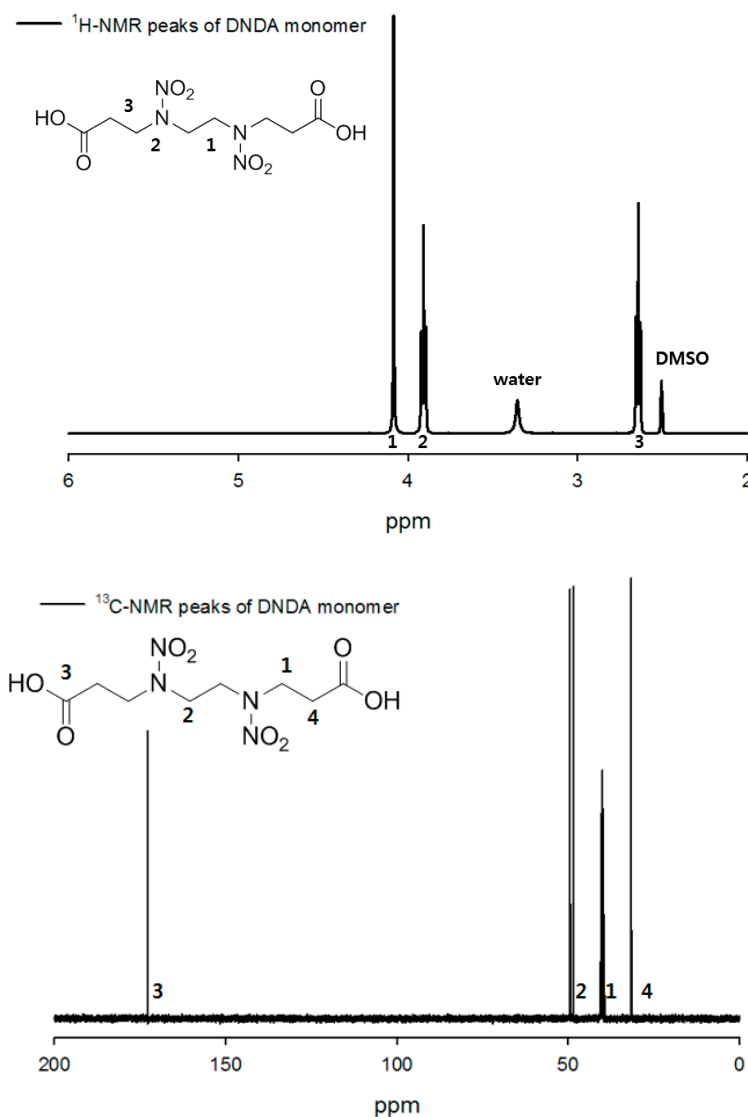 ¹H-NMR peaks of DNDA monomer
NO₂
3
O
HO
N
2
1
N
OH
O
NO₂
water
DMSO
1
2
3
6
5
4
3
2
ppm
¹³C-NMR peaks of DNDA monomer
NO₂
3
1
O
HO
N
N
OH
2
4
O
NO₂
3
2
1
4
200
150
100
50
0
ppm